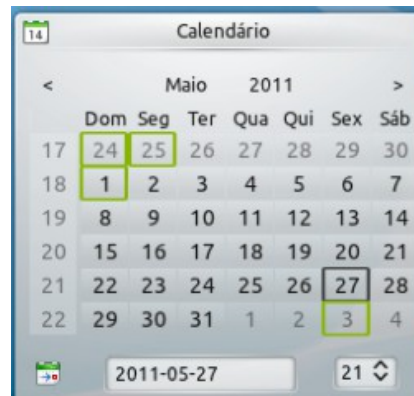 14 Calendário
< Maio 2011 >
Dom Seg Ter Qua Qui Sex Sáb
17 24 25 26 27 28 29 30
18 1 2 3 4 5 6 7
19 8 9 10 11 12 13 14
20 15 16 17 18 19 20 21
21 22 23 24 25 26 27 28
22 29 30 31 1 2 3 4
2011-05-27 21